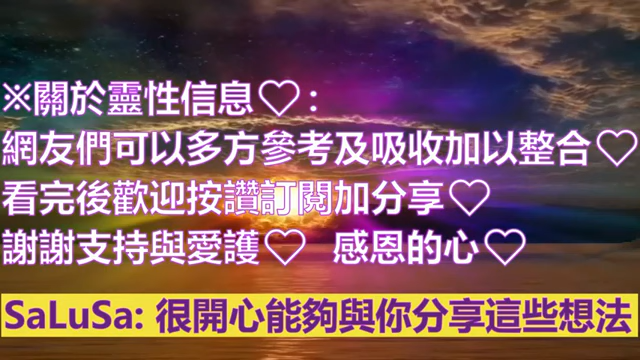 ※關於靈性信息♡:
網友們可以多方參考及吸收加以整合♡
看完後歡迎按讚訂閱加分享♡
謝謝支持與愛護♡ 感恩的心♡
SaLuSa: 很開心能夠與你分享這些想法